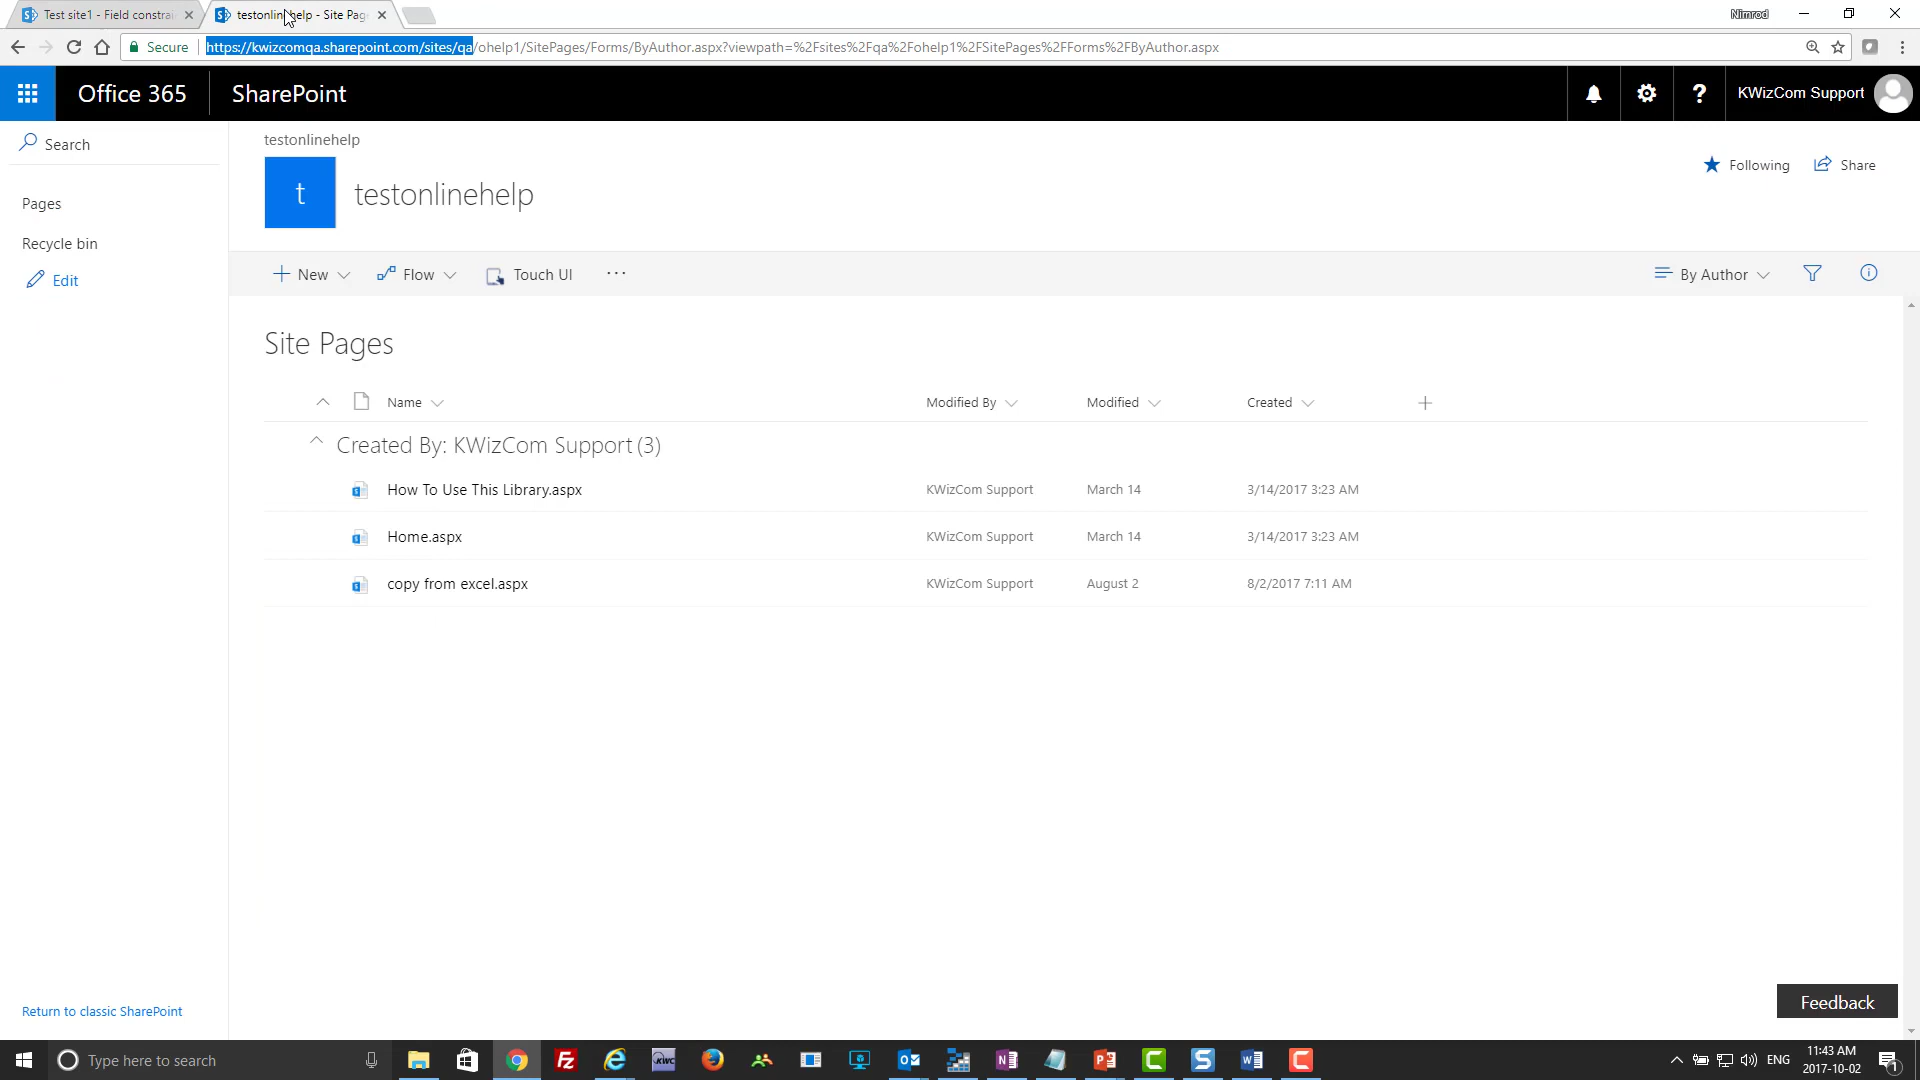 Test site1 - Field constrai
testonlinehelp - Site Pag
Nimrod
Secure
https://kwizcomqa.sharepoint.com/sites/qa/ohelp1/SitePages/Forms/ByAuthor.aspx?viewpath=%2Fsites%2Fqa%2Fohelp1%2FSitePages%2FForms%2FByAuthor.aspx
Office 365
SharePoint
KWizCom Support
Search
Pages
Recycle bin
Edit
Return to classic SharePoint
testonlinehelp
t
testonlinehelp
Following
Share
New
Flow
Touch UI
···
By Author
Site Pages
Name Modified By Modified Created
Created By: KWizCom Support (3)
How To Use This Library.aspx KWizCom Support March 14 3/14/2017 3:23 AM
Home.aspx KWizCom Support March 14 3/14/2017 3:23 AM
copy from excel.aspx KWizCom Support August 2 8/2/2017 7:11 AM
Feedback
Type here to search
KWC
ENG
11:43 AM
2017-10-02
1